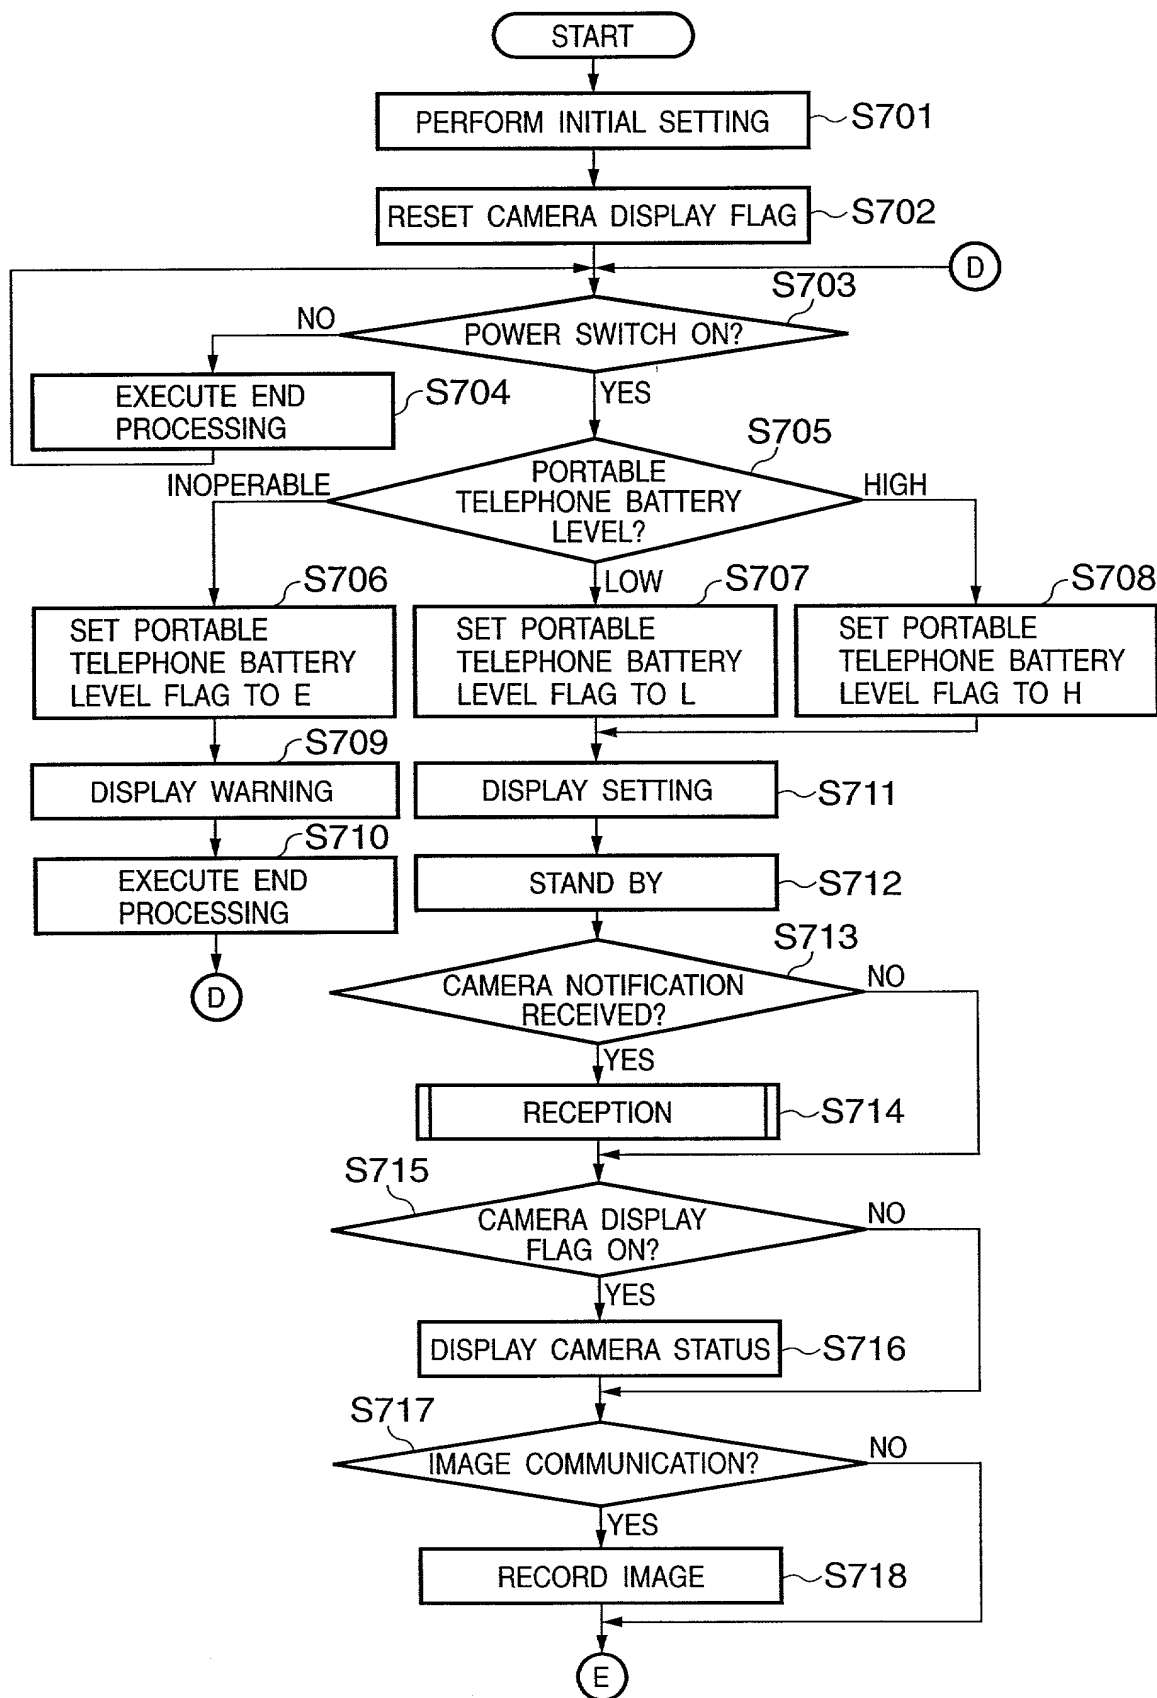 START
PERFORM INITIAL SETTING
S701
RESET CAMERA DISPLAY FLAG
S702
D
S703
NO
POWER SWITCH ON?
YES
S704
EXECUTE END
PROCESSING
S705
INOPERABLE
PORTABLE
TELEPHONE BATTERY
LEVEL?
HIGH
LOW
S706
SET PORTABLE
TELEPHONE BATTERY
LEVEL FLAG TO E
S707
SET PORTABLE
TELEPHONE BATTERY
LEVEL FLAG TO L
S708
SET PORTABLE
TELEPHONE BATTERY
LEVEL FLAG TO H
S709
DISPLAY WARNING
DISPLAY SETTING
S711
S710
EXECUTE END
PROCESSING
STAND BY
S712
D
S713
CAMERA NOTIFICATION
RECEIVED?
NO
YES
RECEPTION
S714
S715
CAMERA DISPLAY
FLAG ON?
NO
YES
DISPLAY CAMERA STATUS
S716
S717
IMAGE COMMUNICATION?
NO
YES
RECORD IMAGE
S718
E